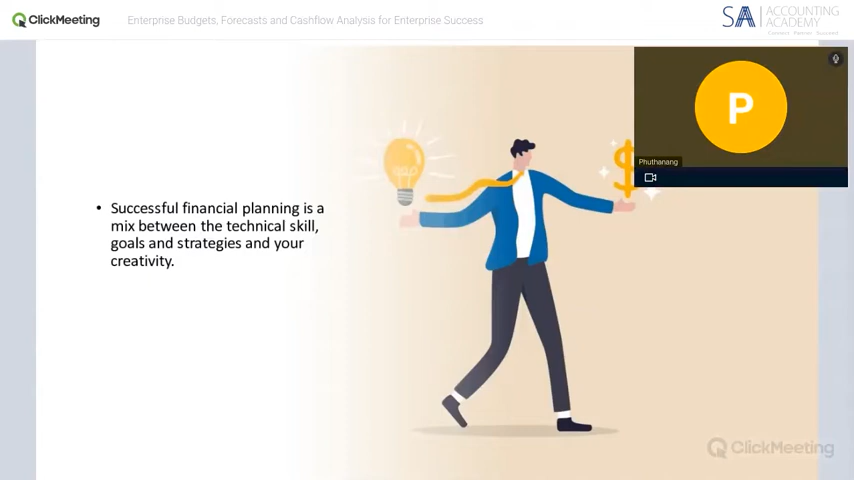 ClickMeeting
Enterprise Budgets, Forecasts and Cashflow Analysis for Enterprise Success
SA ACCOUNTING
ACADEMY
P
Phuthanang
$
• Successful financial planning is a
mix between the technical skill,
goals and strategies and your
creativity.
ClickMeeting